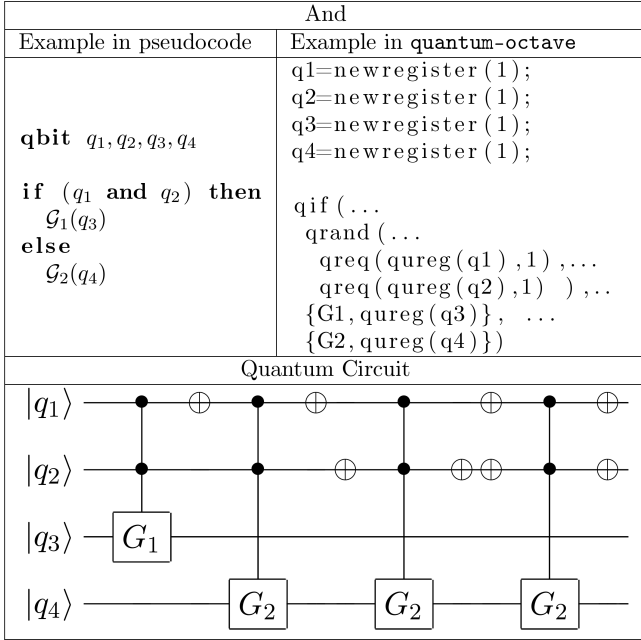 And
Example in pseudocode
Example in quantum-octave
qbit q₁, q₂, q₃, q₄
if (q₁ and q₂) then
𝒢₁(q₃)
else
𝒢₂(q₄)
q1=newregister(1);
q2=newregister(1);
q3=newregister(1);
q4=newregister(1);
qif(...
qrand(...
qreq(qureg(q1),1),...
qreq(qureg(q2),1) ),..
{G1,qureg(q3)}, ...
{G2,qureg(q4)})
Quantum Circuit
|q₁⟩
|q₂⟩
|q₃⟩ G₁
|q₄⟩ G₂ G₂ G₂